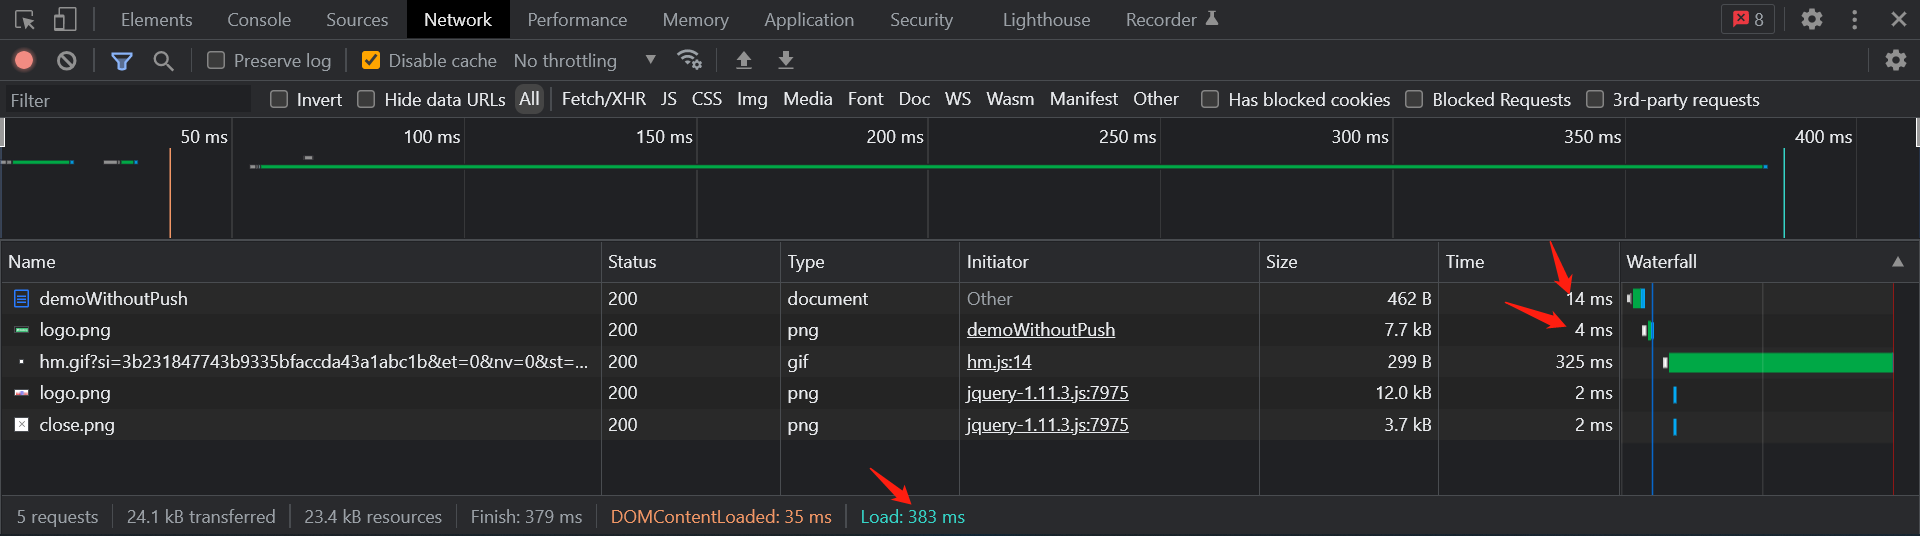 Elements Console Sources Network Performance Memory Application Security Lighthouse Recorder 8
Preserve log Disable cache No throttling
Filter Invert Hide data URLs All Fetch/XHR JS CSS Img Media Font Doc WS Wasm Manifest Other Has blocked cookies Blocked Requests 3rd-party requests
50 ms 100 ms 150 ms 200 ms 250 ms 300 ms 350 ms 400 ms
Name Status Type Initiator Size Time Waterfall
demoWithoutPush 200 document Other 462 B 14 ms
logo.png 200 png demoWithoutPush 7.7 kB 4 ms
hm.gif?si=3b231847743b9335bfaccda43a1abc1b&et=0&nv=0&st=... 200 gif hm.js:14 299 B 325 ms
logo.png 200 png jquery-1.11.3.js:7975 12.0 kB 2 ms
close.png 200 png jquery-1.11.3.js:7975 3.7 kB 2 ms
5 requests 24.1 kB transferred 23.4 kB resources Finish: 379 ms DOMContentLoaded: 35 ms Load: 383 ms